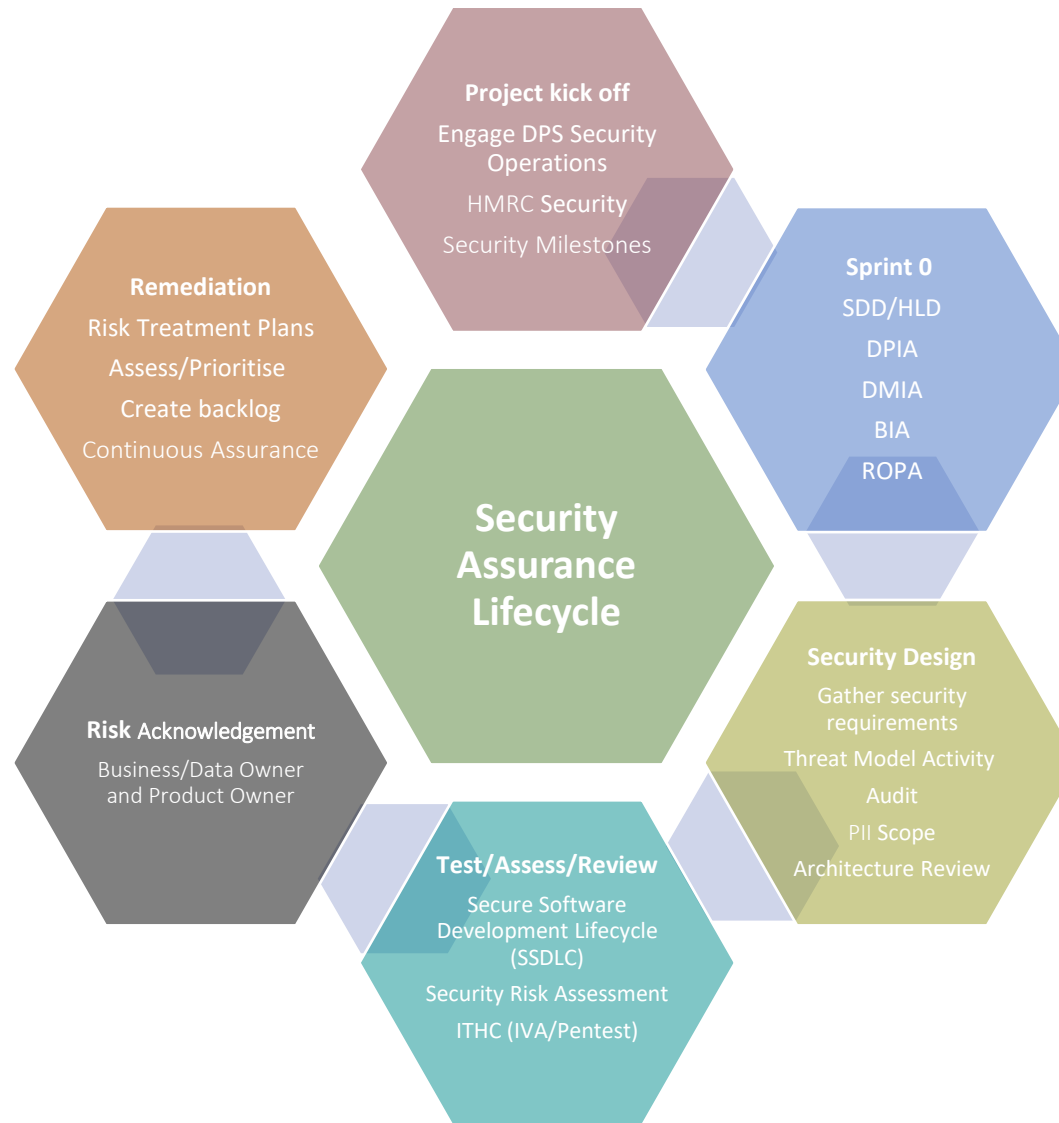 Project kick off
Engage DPS Security
Operations
HMRC Security
Security Milestones
Sprint 0
SDD/HLD
DPIA
DMIA
BIA
ROPA
Security Design
Gather security
requirements
Threat Model Activity
Audit
PII Scope
Architecture Review
Test/Assess/Review
Secure Software
Development Lifecycle
(SSDLC)
Security Risk Assessment
ITHC (IVA/Pentest)
Risk Acknowledgement
Business/Data Owner
and Product Owner
Remediation
Risk Treatment Plans
Assess/Prioritise
Create backlog
Continuous Assurance
Security
Assurance
Lifecycle